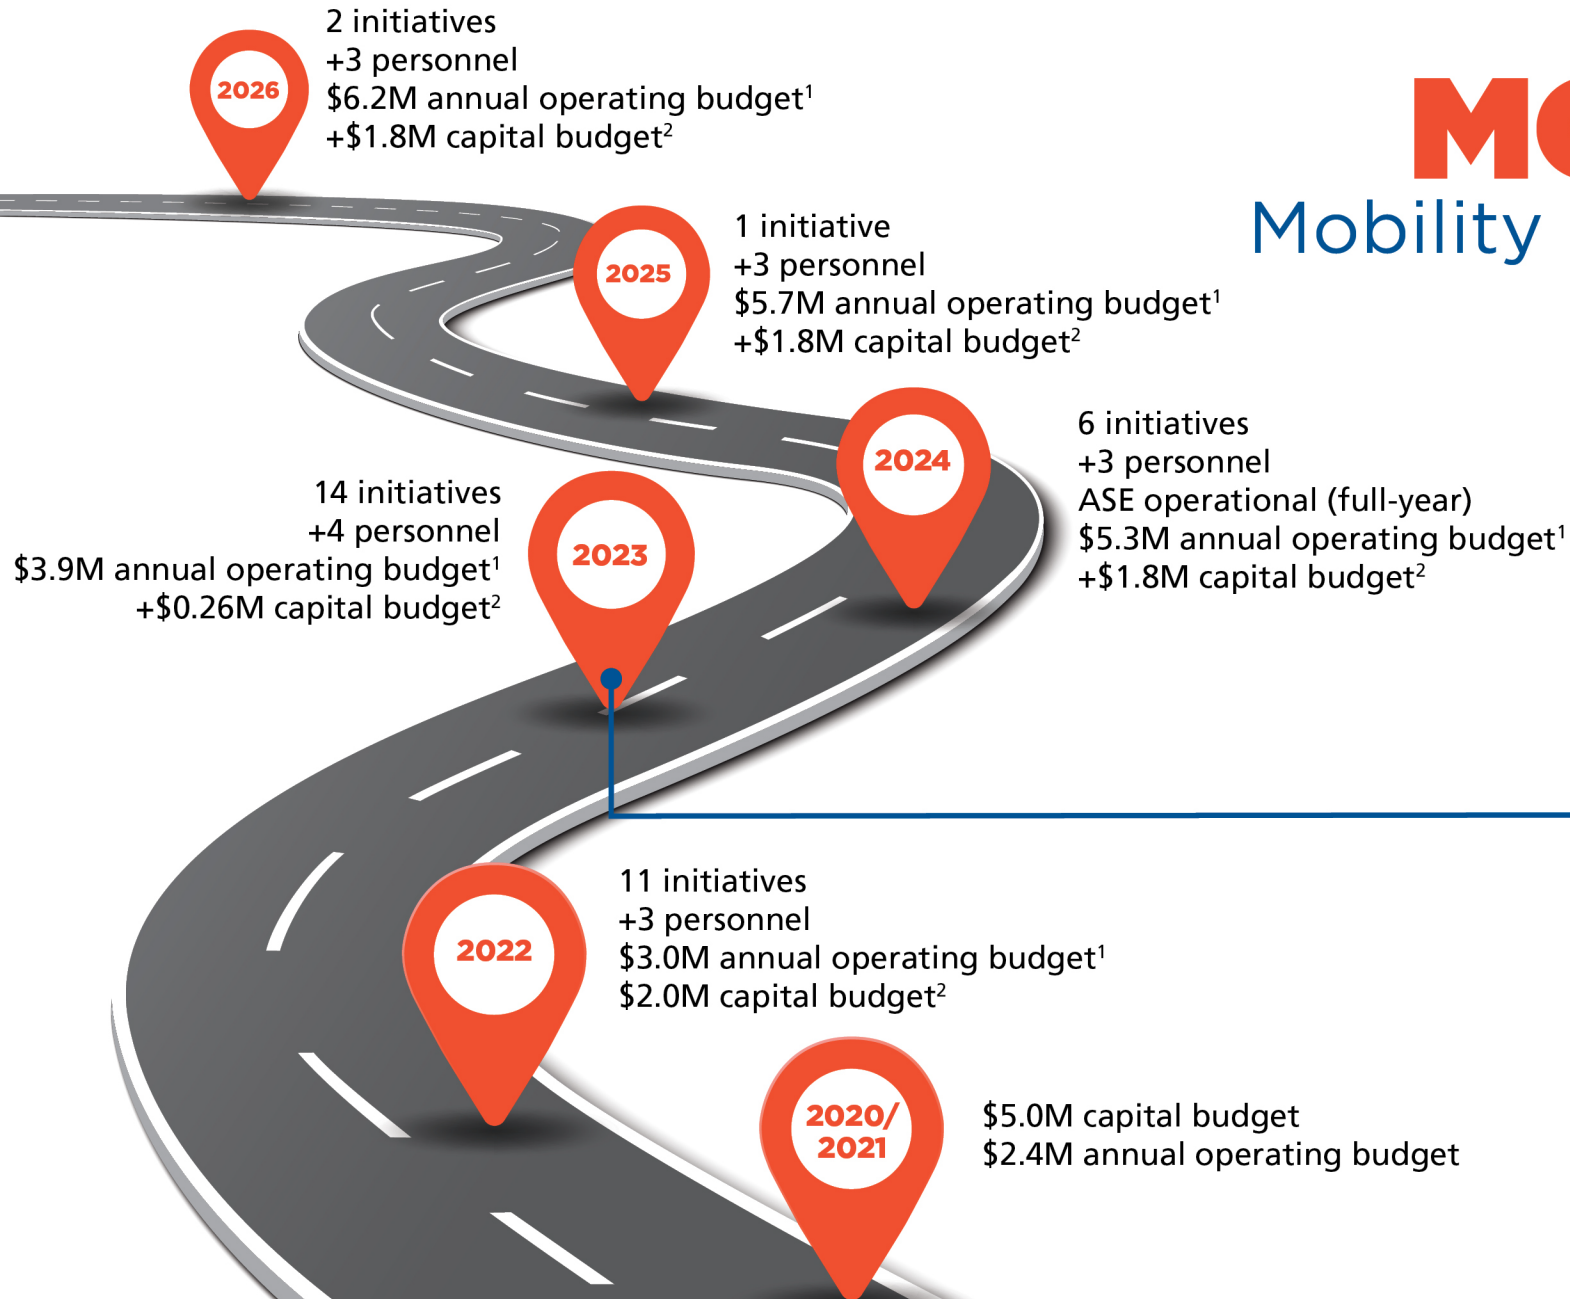 2026
2 initiatives
+3 personnel
$6.2M annual operating budget¹
+$1.8M capital budget²
Mobility
2025
1 initiative
+3 personnel
$5.7M annual operating budget¹
+$1.8M capital budget²
2024
6 initiatives
+3 personnel
ASE operational (full-year)
$5.3M annual operating budget¹
+$1.8M capital budget²
2023
14 initiatives
+4 personnel
$3.9M annual operating budget¹
+$0.26M capital budget²
2022
11 initiatives
+3 personnel
$3.0M annual operating budget¹
$2.0M capital budget²
2020/
2021
$5.0M capital budget
$2.4M annual operating budget